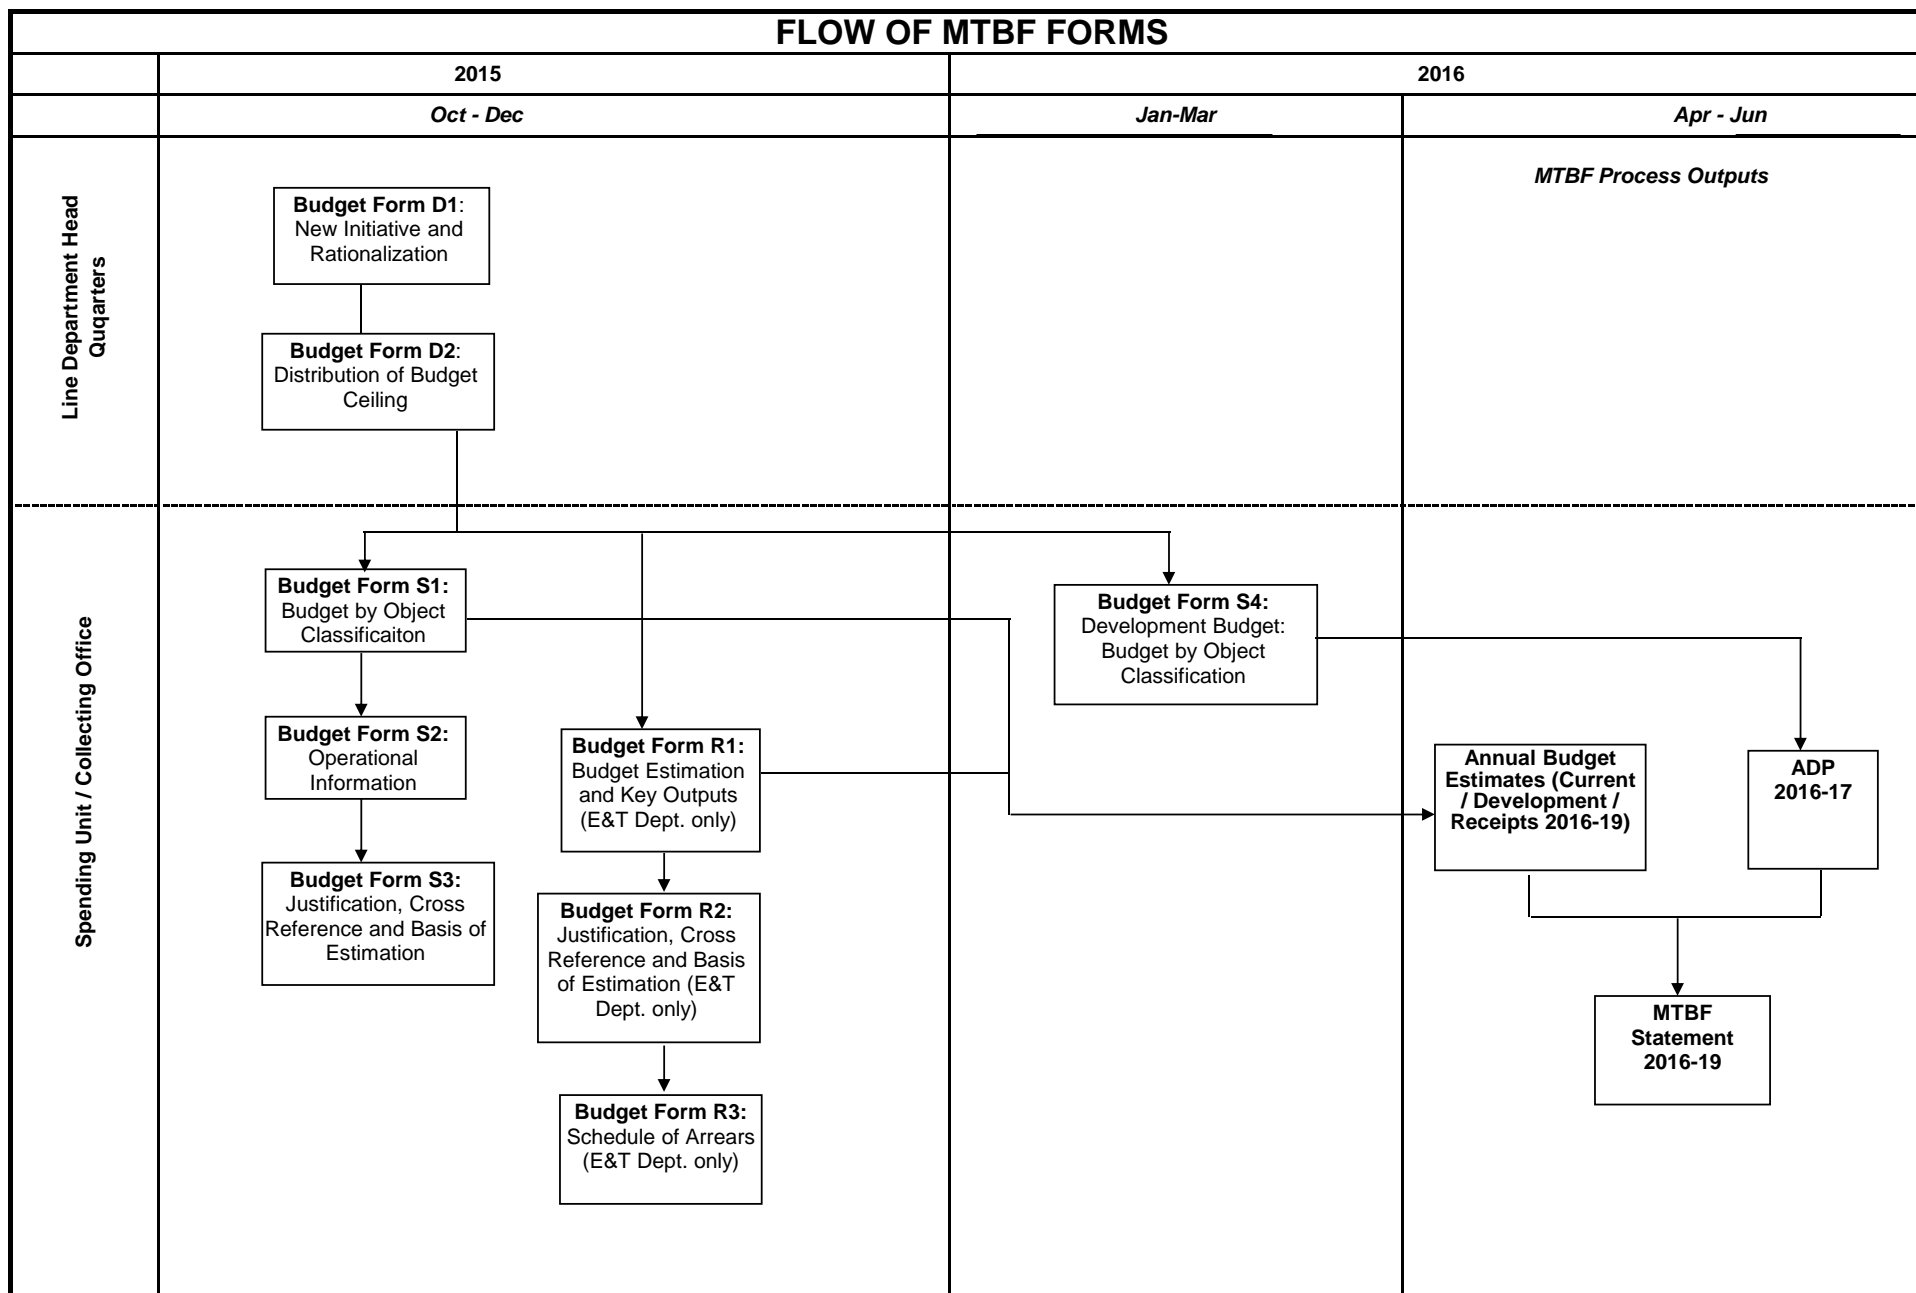 FLOW OF MTBF FORMS
2015
2016
Oct - Dec
Jan-Mar
Apr - Jun
Line Department Head
Quqarters
MTBF Process Outputs
Budget Form D1:
New Initiative and
Rationalization
Budget Form D2:
Distribution of Budget
Ceiling
Spending Unit / Collecting Office
Budget Form S1:
Budget by Object
Classificaiton
Budget Form S2:
Operational
Information
Budget Form S3:
Justification, Cross
Reference and Basis of
Estimation
Budget Form R1:
Budget Estimation
and Key Outputs
(E&T Dept. only)
Budget Form R2:
Justification, Cross
Reference and Basis
of Estimation (E&T
Dept. only)
Budget Form R3:
Schedule of Arrears
(E&T Dept. only)
Budget Form S4:
Development Budget:
Budget by Object
Classification
Annual Budget
Estimates (Current
/ Development /
Receipts 2016-19)
ADP
2016-17
MTBF
Statement
2016-19